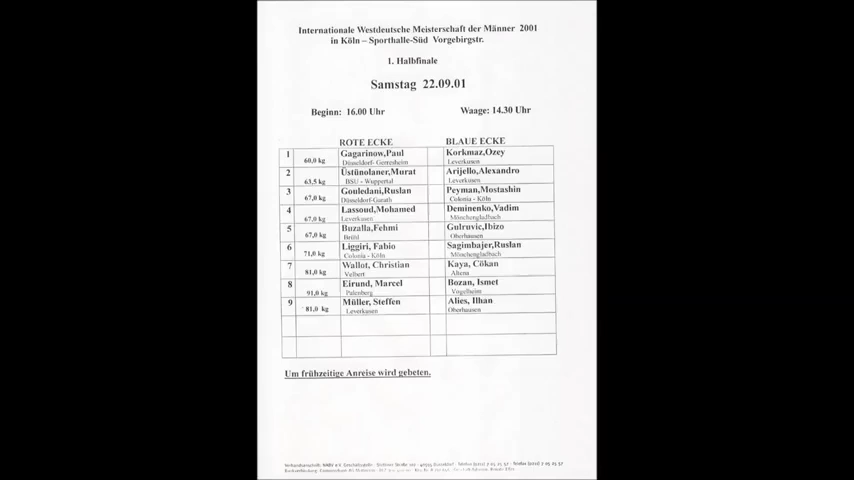 Internationale Westdeutsche Meisterschaft der Männer 2001
in Köln – Sporthalle-Süd Vorgebirgstr.
1. Halbfinale
Samstag 22.09.01
Beginn: 16.00 Uhr Waage: 14.30 Uhr
ROTE ECKE BLAUE ECKE
1 60,0 kg Gagarinow,Paul Korkmaz,Ozey
Düsseldorf- Gerresheim Leverkusen
2 63,5 kg Üstünolaner,Murat Arijello,Alexandro
BSU - Wuppertal Leverkusen
3 67,0 kg Gouledani,Ruslan Peyman,Mostashin
Düsseldorf-Garath Colonia - Köln
4 67,0 kg Lassoud,Mohamed Deminenko,Vadim
Leverkusen Mönchengladbach
5 67,0 kg Buzalla,Fehmi Gulruvic,Ibizo
Brühl Oberhausen
6 71,0 kg Liggiri, Fabio Sagimbajer,Ruslan
Colonia - Köln Mönchengladbach
7 81,0 kg Wallot, Christian Kaya, Cökan
Velbert Altena
8 91,0 kg Eirund, Marcel Bozan, Ismet
Palenberg Vogelheim
9 81,0 kg Müller, Steffen Alies, Ilhan
Leverkusen Oberhausen
Um frühzeitige Anreise wird gebeten.